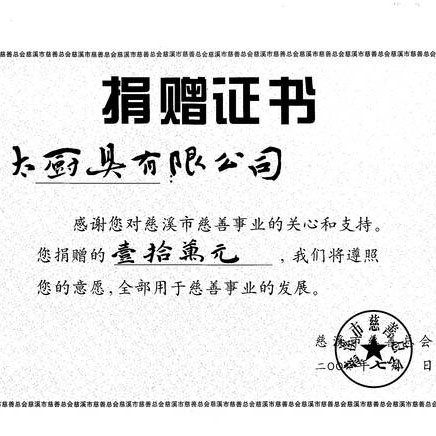 慈善总会慈溪市慈善总会慈溪市慈善总会慈溪市慈善总会慈溪市慈善总会慈溪市慈善总会慈溪市慈善总会
捐赠证书
太厨具有限公司
感谢您对慈溪市慈善事业的关心和支持。
您捐赠的壹拾萬元,我们将遵照
您的意愿,全部用于慈善事业的发展。
慈溪市慈善总会
二〇〇 年七 日
慈善总会慈溪市慈善总会慈溪市慈善总会慈溪市慈善总会慈溪市慈善总会慈溪市慈善总会慈溪市慈善总会